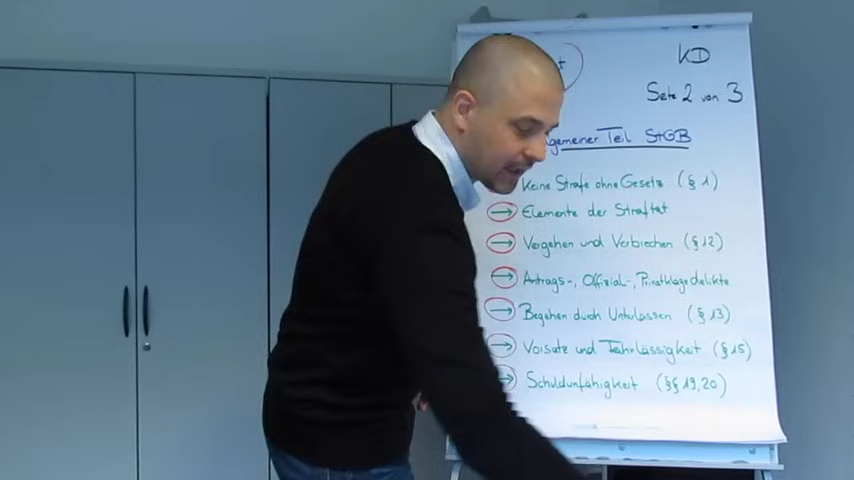 KD
Seite 2 von 3
Teil StGB
Keine Strafe ohne Gesetz (§ 1)
Elemente der Straftat
Vergehen und Verbrechen (§ 12)
Antrags-, Offizial-, Privatklagedelikte
Begehen durch Unterlassen (§ 13)
Vorsatz und Fahrlässigkeit (§ 15)
Schuldunfähigkeit (§§ 19, 20)